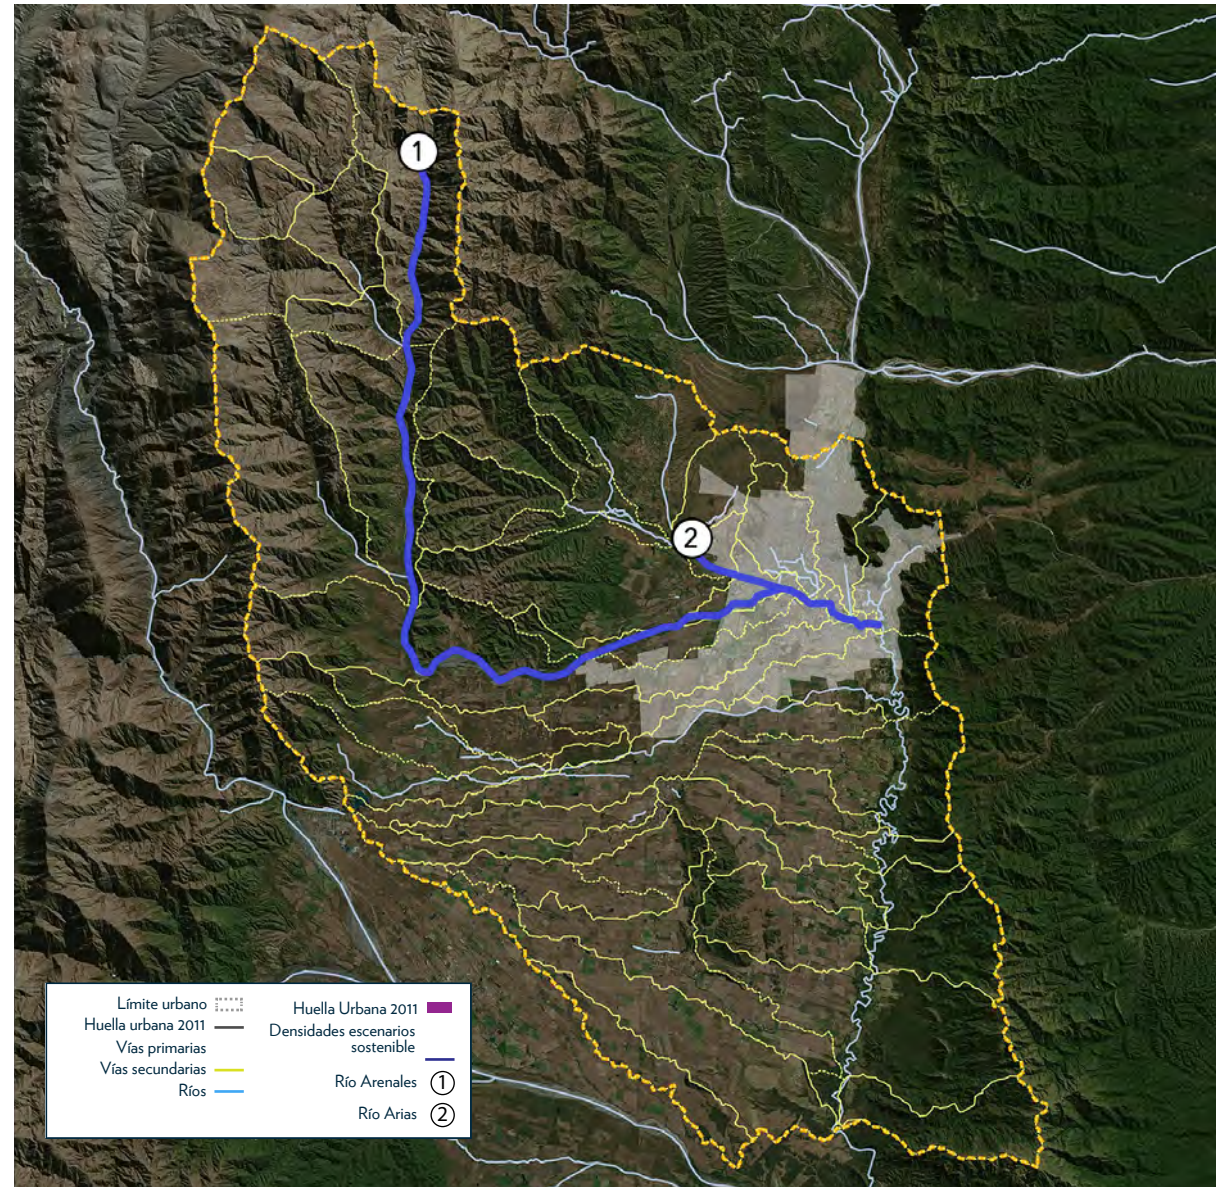 1
2
Límite urbano
Huella urbana 2011
Vías primarias
Vías secundarias
Ríos
Huella Urbana 2011
Densidades escenarios
sostenible
Río Arenales 1
Río Arias 2